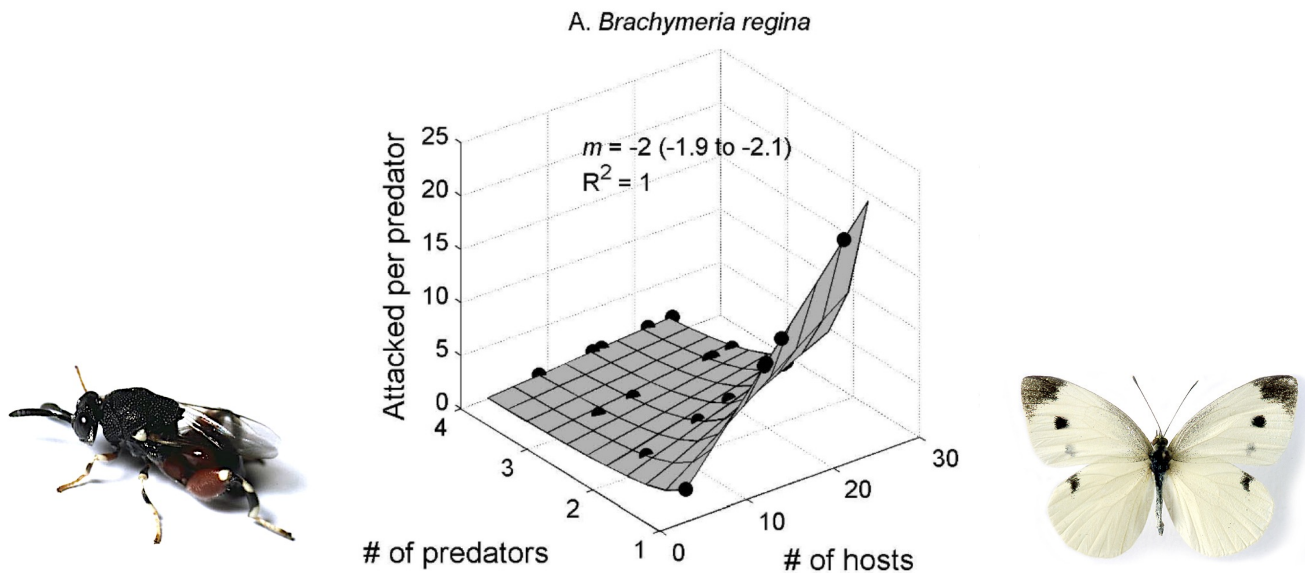 A. Brachymeria regina
m = -2 (-1.9 to -2.1)
R² = 1
Attacked per predator
25
20
15
10
5
0
4
3
2
1
0
10
20
30
# of predators
# of hosts